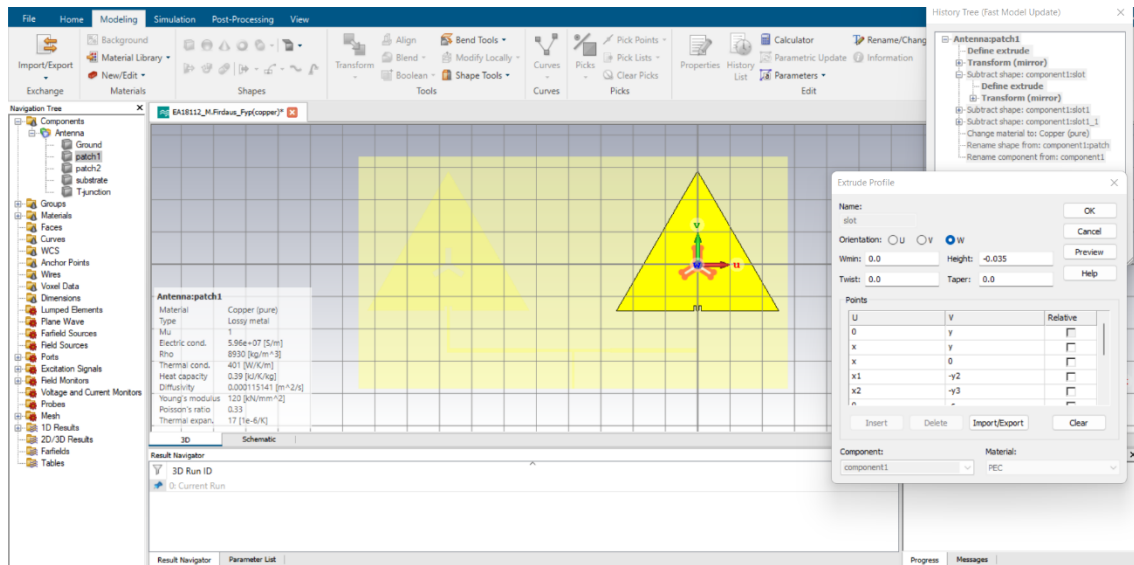 File Home Modeling Simulation Post-Processing View
History Tree (Fast Model Update)
Import/Export
Background
Material Library
New/Edit
Transform
Align
Blend
Boolean
Bend Tools
Modify Locally
Shape Tools
Curves
Picks
Pick Points
Pick Lists
Clear Picks
Properties
History List
Calculator
Parametric Update
Parameters
Rename/Chang
Information
Exchange Materials Shapes Tools Curves Picks Edit
Antenna:patch1
Define extrude
Transform (mirror)
Subtract shape: component1:slot
Define extrude
Transform (mirror)
Subtract shape: component1:slot1
Subtract shape: component1:slot1_1
Change material to: Copper (pure)
Rename shape from: component1:patch
Rename component from: component1
Navigation Tree
Components
Antenna
Ground
patch1
patch2
substrate
T-junction
Groups
Materials
Faces
Curves
WCS
Anchor Points
Wires
Voxel Data
Dimensions
Lumped Elements
Plane Wave
Farfield Sources
Field Sources
Ports
Excitation Signals
Field Monitors
Voltage and Current Monitors
Probes
Mesh
1D Results
2D/3D Results
Farfields
Tables
EA18112_M.Firdaus_Fyp(copper)*
v
w u
Antenna:patch1
Material Copper (pure)
Type Lossy metal
Mu 1
Electric cond. 5.96e+07 [S/m]
Rho 8930 [kg/m^3]
Thermal cond. 401 [W/K/m]
Heat capacity 0.39 [kJ/K/kg]
Diffusivity 0.000115141 [m^2/s]
Young's modulus 120 [kN/mm^2]
Poisson's ratio 0.33
Thermal expan. 17 [1e-6/K]
3D Schematic
Result Navigator
3D Run ID
0: Current Run
Result Navigator Parameter List
Extrude Profile
Name:
slot
Orientation: U V W
Wmin: 0.0 Height: -0.035
Twist: 0.0 Taper: 0.0
OK
Cancel
Preview
Help
Points
U V Relative
0 y
x y
x 0
x1 -y2
x2 -y3
Insert Delete Import/Export Clear
Component: Material:
component1 PEC
Progress Messages